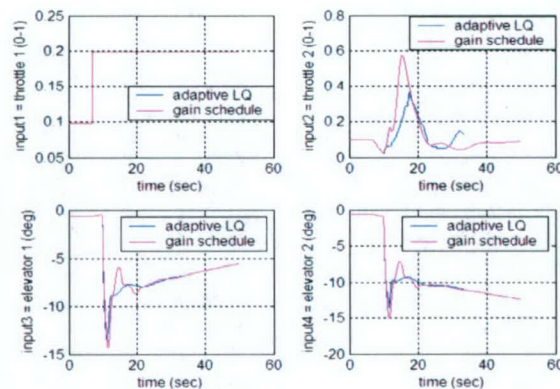 input1 = throttle 1 (0-1)
0.25
0.2
0.15
0.1
0.05
adaptive LQ
gain schedule
0 20 40 60
time (sec)
input2 = throttle 2 (0-1)
0.8
0.6
0.4
0.2
0
adaptive LQ
gain schedule
0 20 40 60
time (sec)
input3 = elevator 1 (deg)
0
-5
-10
-15
adaptive LQ
gain schedule
0 20 40 60
time (sec)
input4 = elevator 2 (deg)
0
-5
-10
-15
-20
adaptive LQ
gain schedule
0 20 40 60
time (sec)